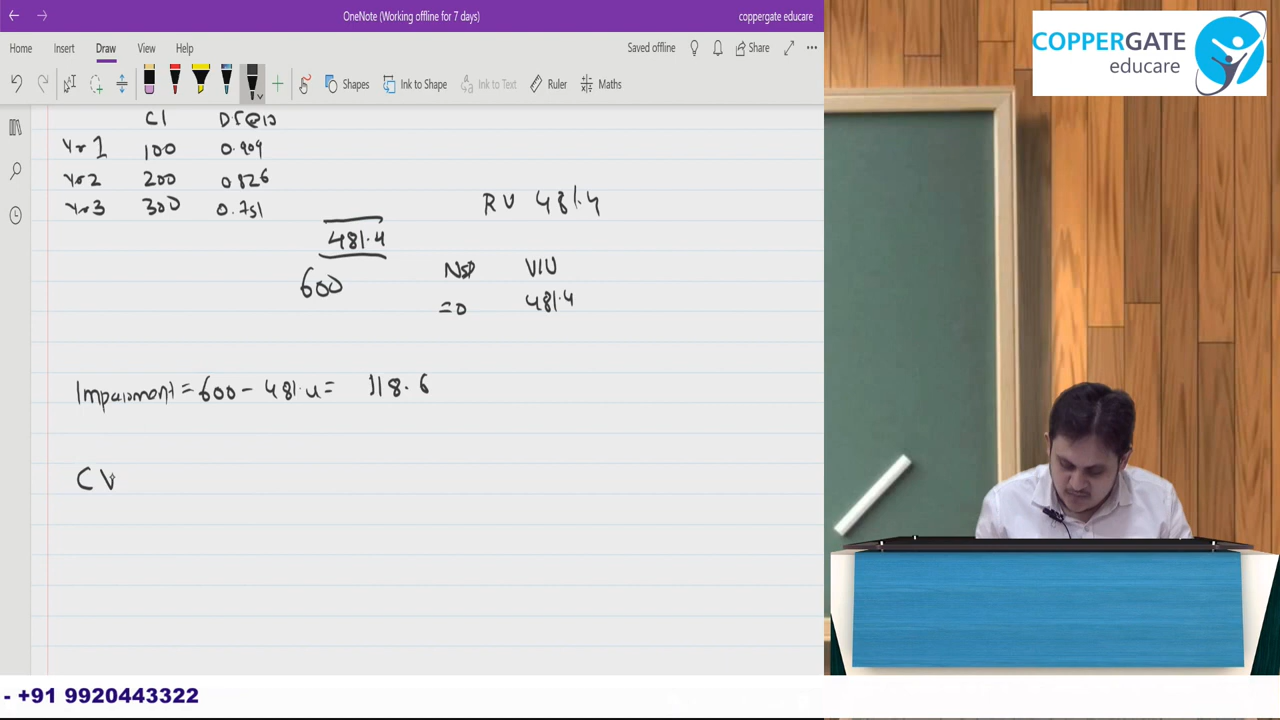 OneNote (Working offline for 7 days)
coppergate educare
Home Insert Draw View Help
Saved offline Share
Shapes Ink to Shape Ink to Text Ruler Maths
COPPERGATE
educare
CI DF@10
Yr 1 100 0.909
Yr 2 200 0.826
Yr 3 300 0.751
RV 481.4
481.4
600
NSP VIU
=0 481.4
Impairment = 600 - 481.4 = 118.6
CV
- +91 9920443322